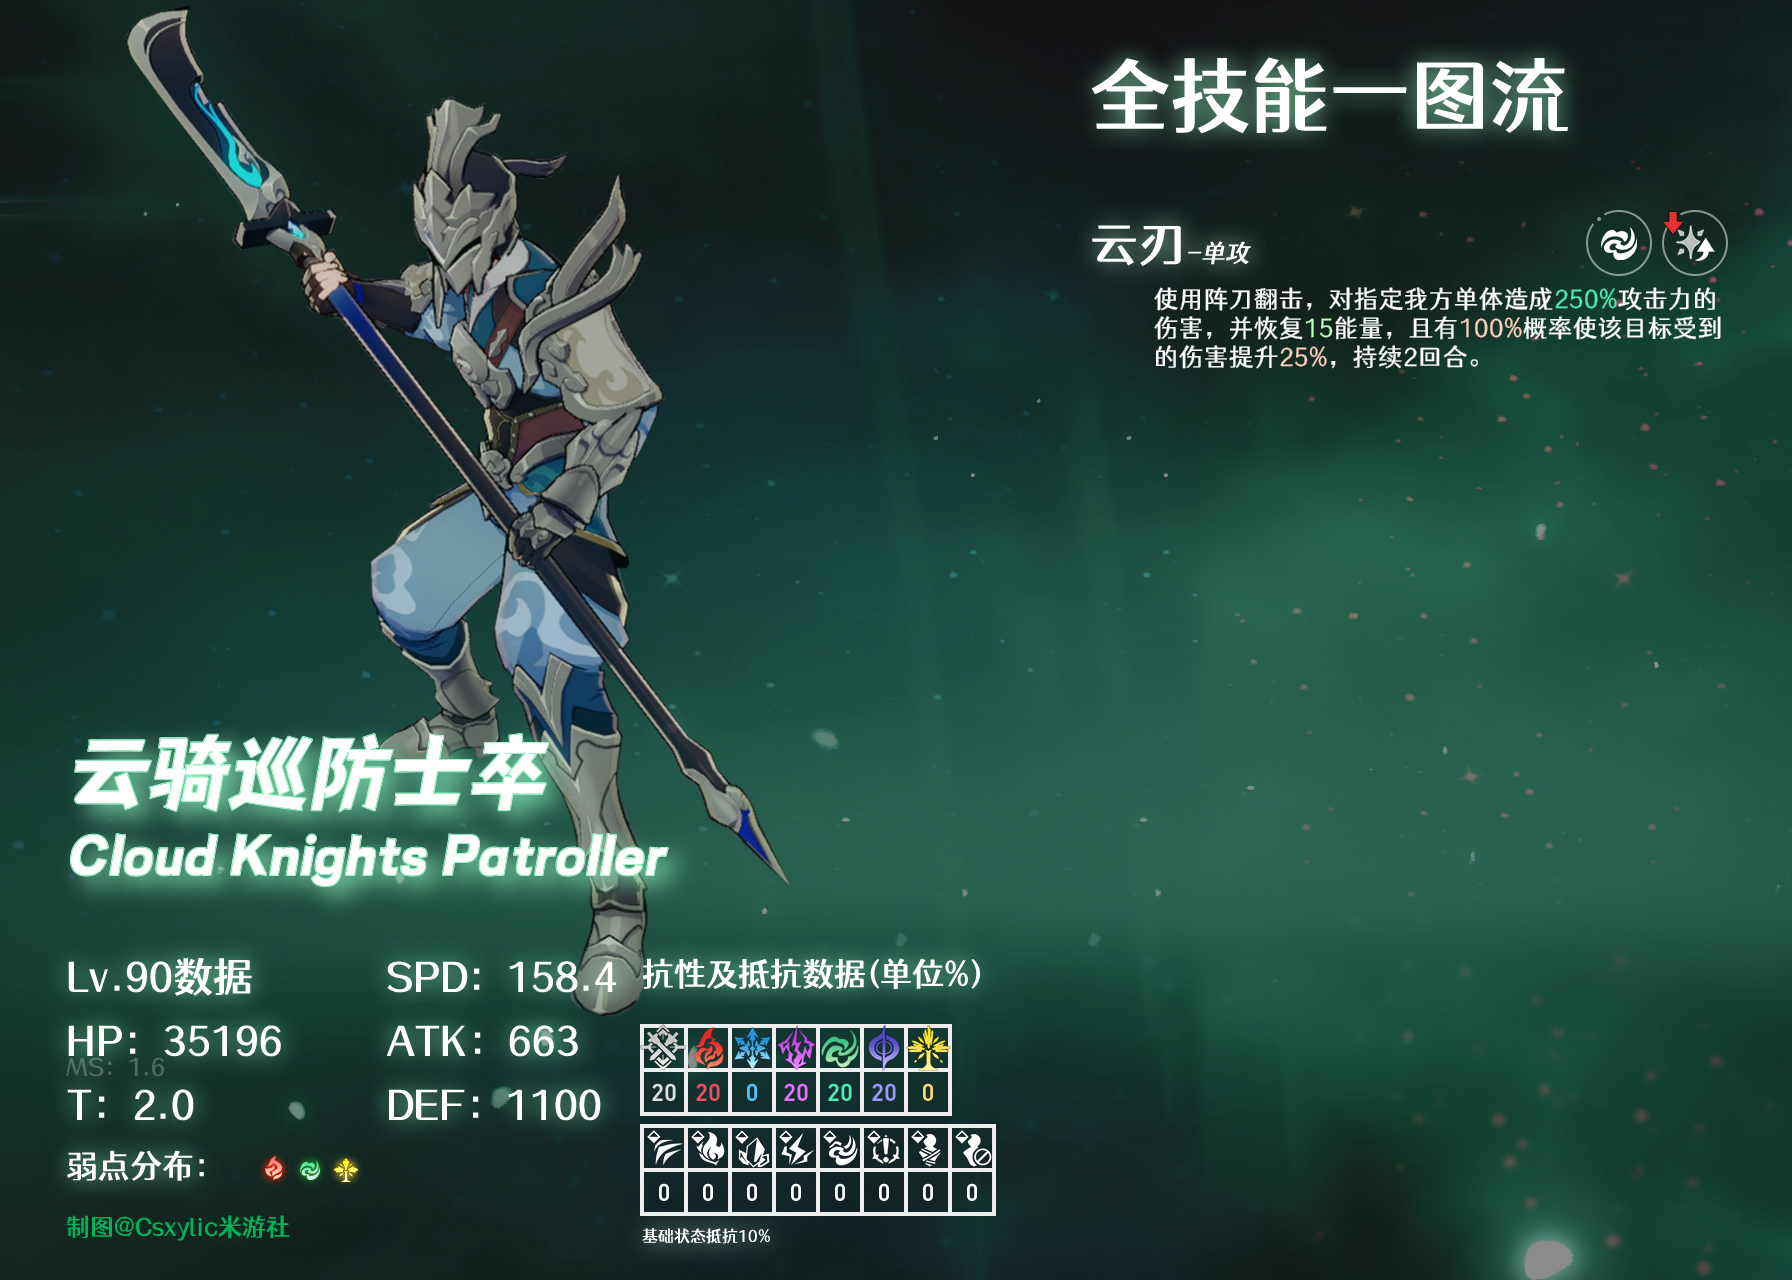 全技能一图流
云刃-单攻
使用阵刀翻击，对指定我方单体造成250%攻击力的
伤害，并恢复15能量，且有100%概率使该目标受到
的伤害提升25%，持续2回合。
云骑巡防士卒
Cloud Knights Patroller
Lv.90数据
SPD：158.4
HP：35196
ATK：663
MS：1.6
T：2.0
DEF：1100
弱点分布：
制图@Csxylic米游社
抗性及抵抗数据(单位%)
20 20 0 20 20 20 0
0 0 0 0 0 0 0 0
基础状态抵抗10%